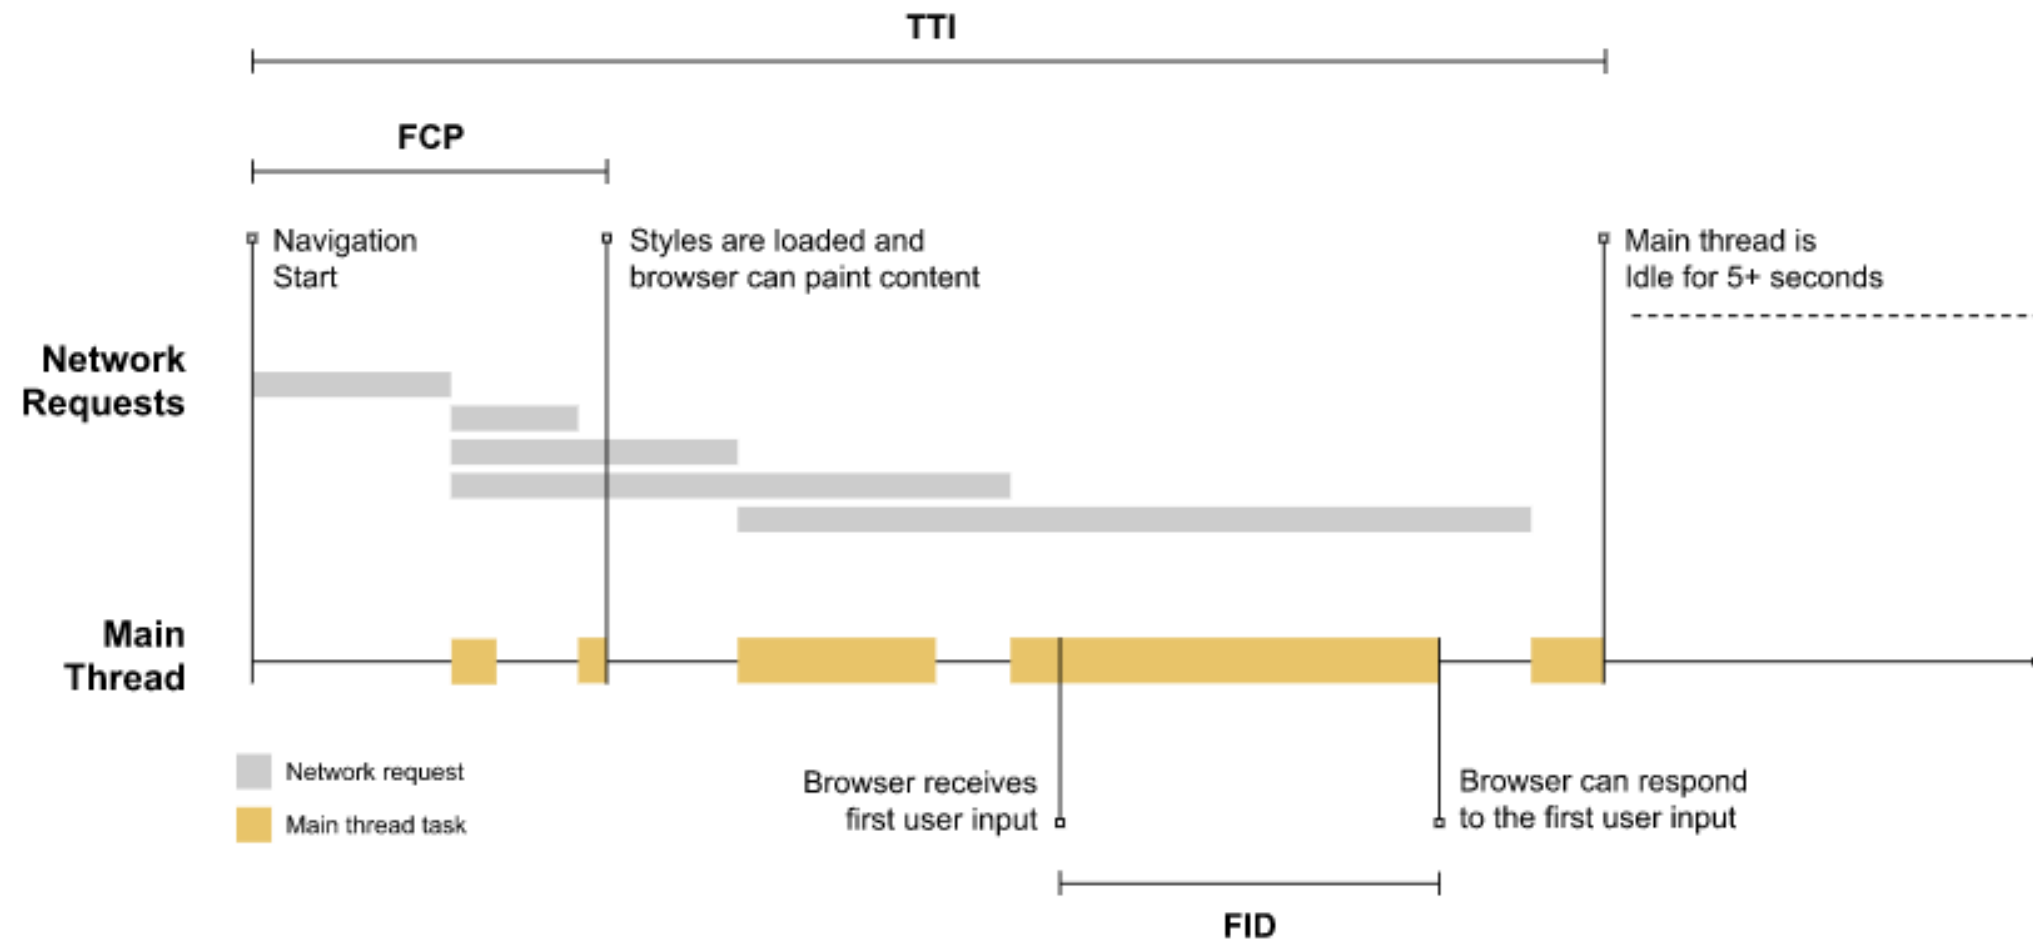 TTI
FCP
Navigation
Start
Styles are loaded and
browser can paint content
Main thread is
Idle for 5+ seconds
Network
Requests
Main
Thread
Network request
Main thread task
Browser receives
first user input
Browser can respond
to the first user input
FID